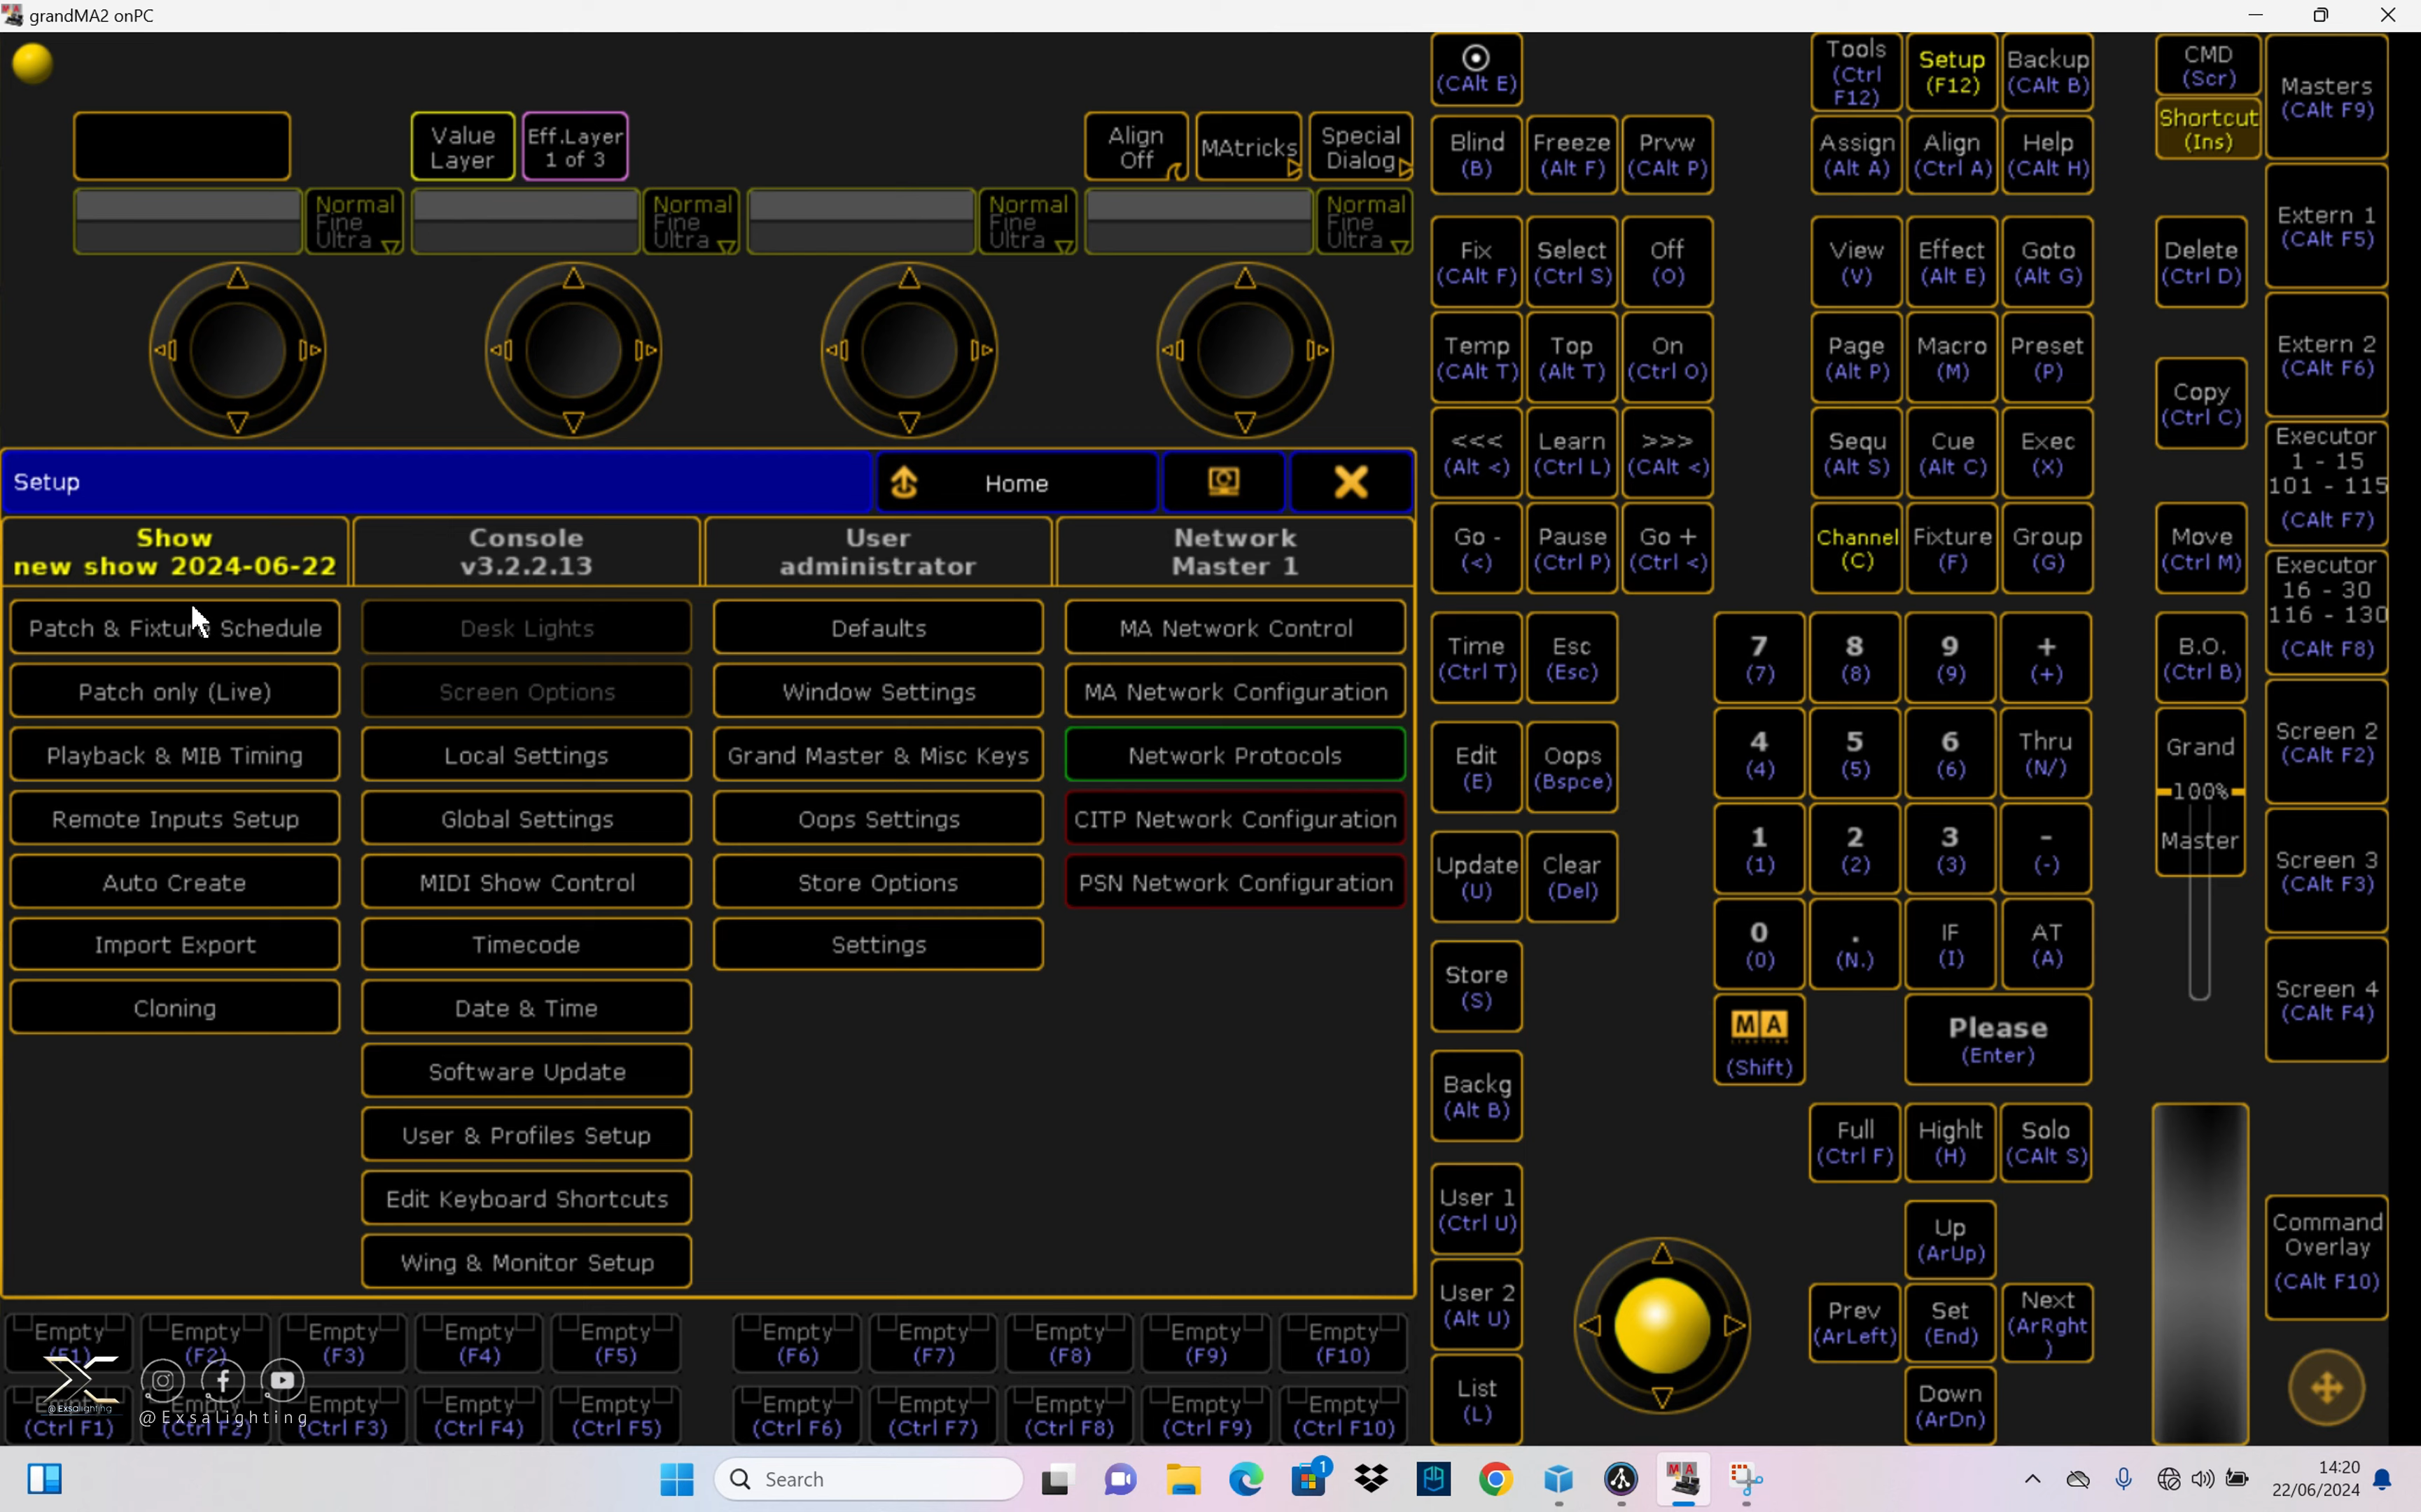 grandMA2 onPC
Value
Layer
Eff.Layer
1 of 3
Align
Off
MAtricks
Special
Dialog
Normal
Fine
Ultra
Normal
Fine
Ultra
Normal
Fine
Ultra
Normal
Fine
Ultra
Setup
Home
Show
new show 2024-06-22
Console
v3.2.2.13
User
administrator
Network
Master 1
Patch & Fixture Schedule
Patch only (Live)
Playback & MIB Timing
Remote Inputs Setup
Auto Create
Import Export
Cloning
Desk Lights
Screen Options
Local Settings
Global Settings
MIDI Show Control
Timecode
Date & Time
Software Update
User & Profiles Setup
Edit Keyboard Shortcuts
Wing & Monitor Setup
Defaults
Window Settings
Grand Master & Misc Keys
Oops Settings
Store Options
Settings
MA Network Control
MA Network Configuration
Network Protocols
CITP Network Configuration
PSN Network Configuration
Empty
(F1)
Empty
(F2)
Empty
(F3)
Empty
(F4)
Empty
(F5)
Empty
(F6)
Empty
(F7)
Empty
(F8)
Empty
(F9)
Empty
(F10)
Empty
(Ctrl F1)
Empty
(Ctrl F2)
Empty
(Ctrl F3)
Empty
(Ctrl F4)
Empty
(Ctrl F5)
Empty
(Ctrl F6)
Empty
(Ctrl F7)
Empty
(Ctrl F8)
Empty
(Ctrl F9)
Empty
(Ctrl F10)
@Exsalighting
@Exsalighting
(CAlt E)
Blind
(B)
Freeze
(Alt F)
Prvw
(CAlt P)
Fix
(CAlt F)
Select
(Ctrl S)
Off
(O)
Temp
(CAlt T)
Top
(Alt T)
On
(Ctrl O)
<<<
(Alt <)
Learn
(Ctrl L)
>>>
(CAlt <)
Go -
(<)
Pause
(Ctrl P)
Go +
(Ctrl <)
Time
(Ctrl T)
Esc
(Esc)
Edit
(E)
Oops
(Bspce)
Update
(U)
Clear
(Del)
Store
(S)
Backg
(Alt B)
User 1
(Ctrl U)
User 2
(Alt U)
List
(L)
Tools
(Ctrl
F12)
Setup
(F12)
Backup
(CAlt B)
Assign
(Alt A)
Align
(Ctrl A)
Help
(CAlt H)
View
(V)
Effect
(Alt E)
Goto
(Alt G)
Page
(Alt P)
Macro
(M)
Preset
(P)
Sequ
(Alt S)
Cue
(Alt C)
Exec
(X)
Channel
(C)
Fixture
(F)
Group
(G)
7
(7)
8
(8)
9
(9)
+
(+)
4
(4)
5
(5)
6
(6)
Thru
(N/)
1
(1)
2
(2)
3
(3)
-
(-)
0
(0)
.
(N.)
IF
(I)
AT
(A)
MA
LIGHTING
(Shift)
Please
(Enter)
Full
(Ctrl F)
Highlt
(H)
Solo
(CAlt S)
Up
(ArUp)
Prev
(ArLeft)
Set
(End)
Next
(ArRght
)
Down
(ArDn)
CMD
(Scr)
Shortcut
(Ins)
Delete
(Ctrl D)
Copy
(Ctrl C)
Move
(Ctrl M)
B.O.
(Ctrl B)
Grand
100%
Master
Masters
(CAlt F9)
Extern 1
(CAlt F5)
Extern 2
(CAlt F6)
Executor
1 - 15
101 - 115
(CAlt F7)
Executor
16 - 30
116 - 130
(CAlt F8)
Screen 2
(CAlt F2)
Screen 3
(CAlt F3)
Screen 4
(CAlt F4)
Command
Overlay
(CAlt F10)
Search
1
MA
14:20
22/06/2024